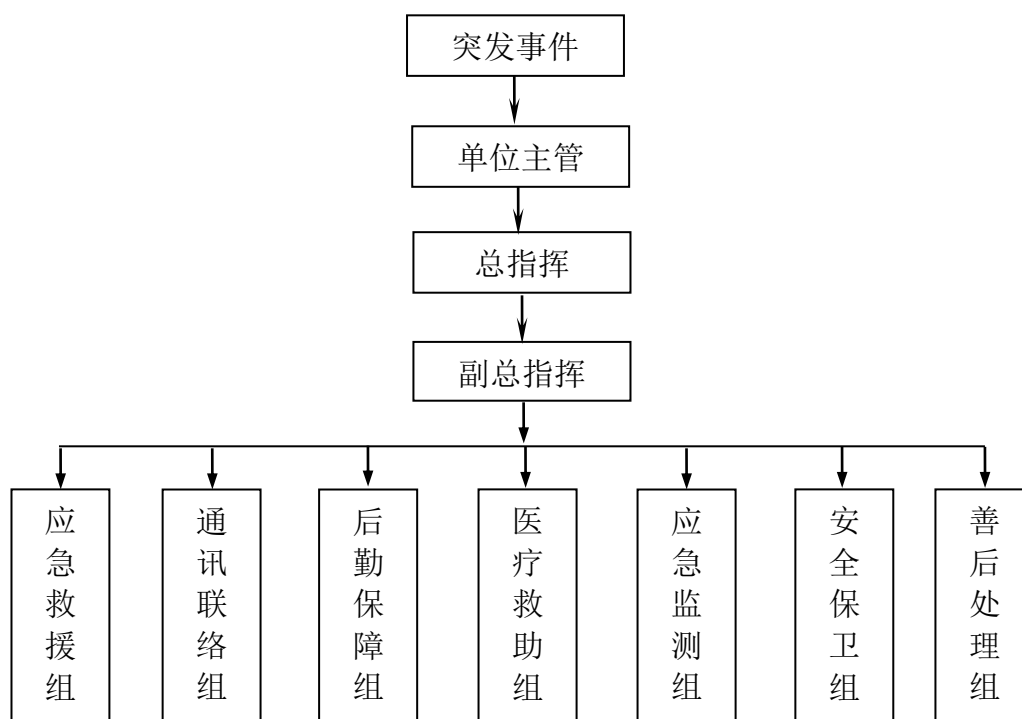 突发事件
单位主管
总指挥
副总指挥
应急救援组
通讯联络组
后勤保障组
医疗救助组
应急监测组
安全保卫组
善后处理组